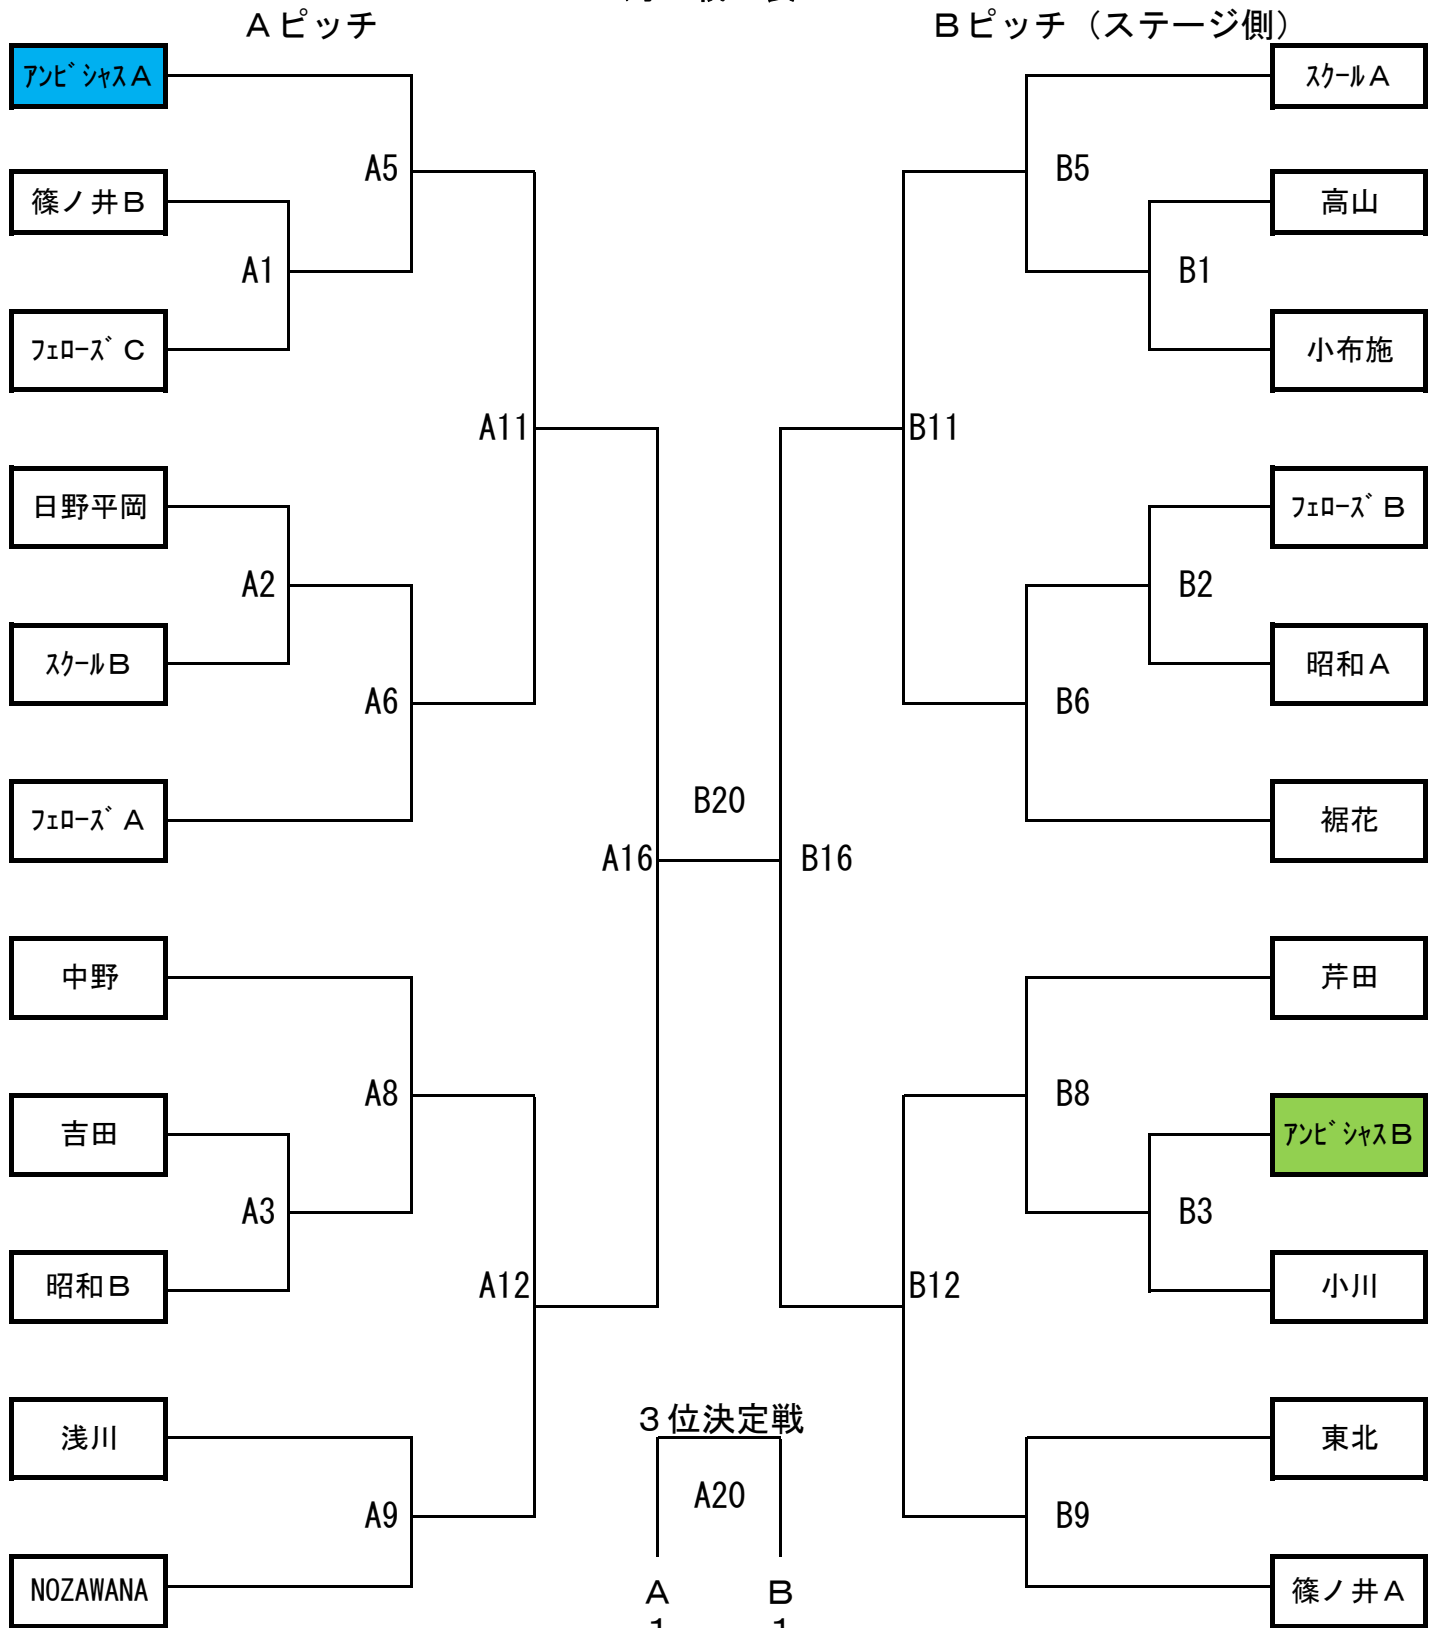 Aピッチ
Bピッチ（ステージ側）
ｱﾝﾋﾞｼｬｽA
ｽｸｰﾙA
A5
B5
篠ノ井B
高山
A1
B1
ﾌｪﾛｰｽﾞC
小布施
A11
B11
日野平岡
ﾌｪﾛｰｽﾞB
A2
B2
ｽｸｰﾙB
昭和A
A6
B6
ﾌｪﾛｰｽﾞA
B20
裾花
A16
B16
中野
芹田
A8
B8
吉田
ｱﾝﾋﾞｼｬｽB
A3
B3
昭和B
A12
B12
小川
浅川
3位決定戦
東北
A20
A9
B9
NOZAWANA
A
B
篠ノ井A